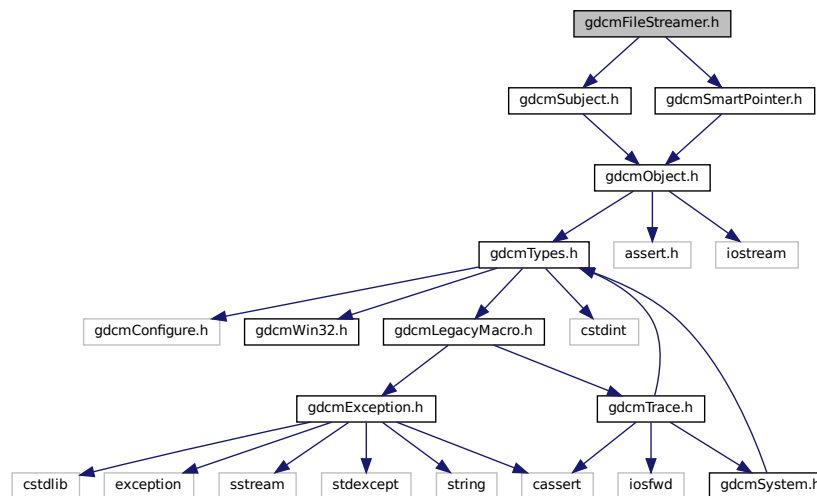 gdcmFileStreamer.h
gdcmSubject.h
gdcmSmartPointer.h
gdcmObject.h
gdcmTypes.h
assert.h
iostream
gdcmConfigure.h
gdcmWin32.h
gdcmLegacyMacro.h
cstdint
gdcmException.h
gdcmTrace.h
cstdlib
exception
sstream
stdexcept
string
cassert
iosfwd
gdcmSystem.h